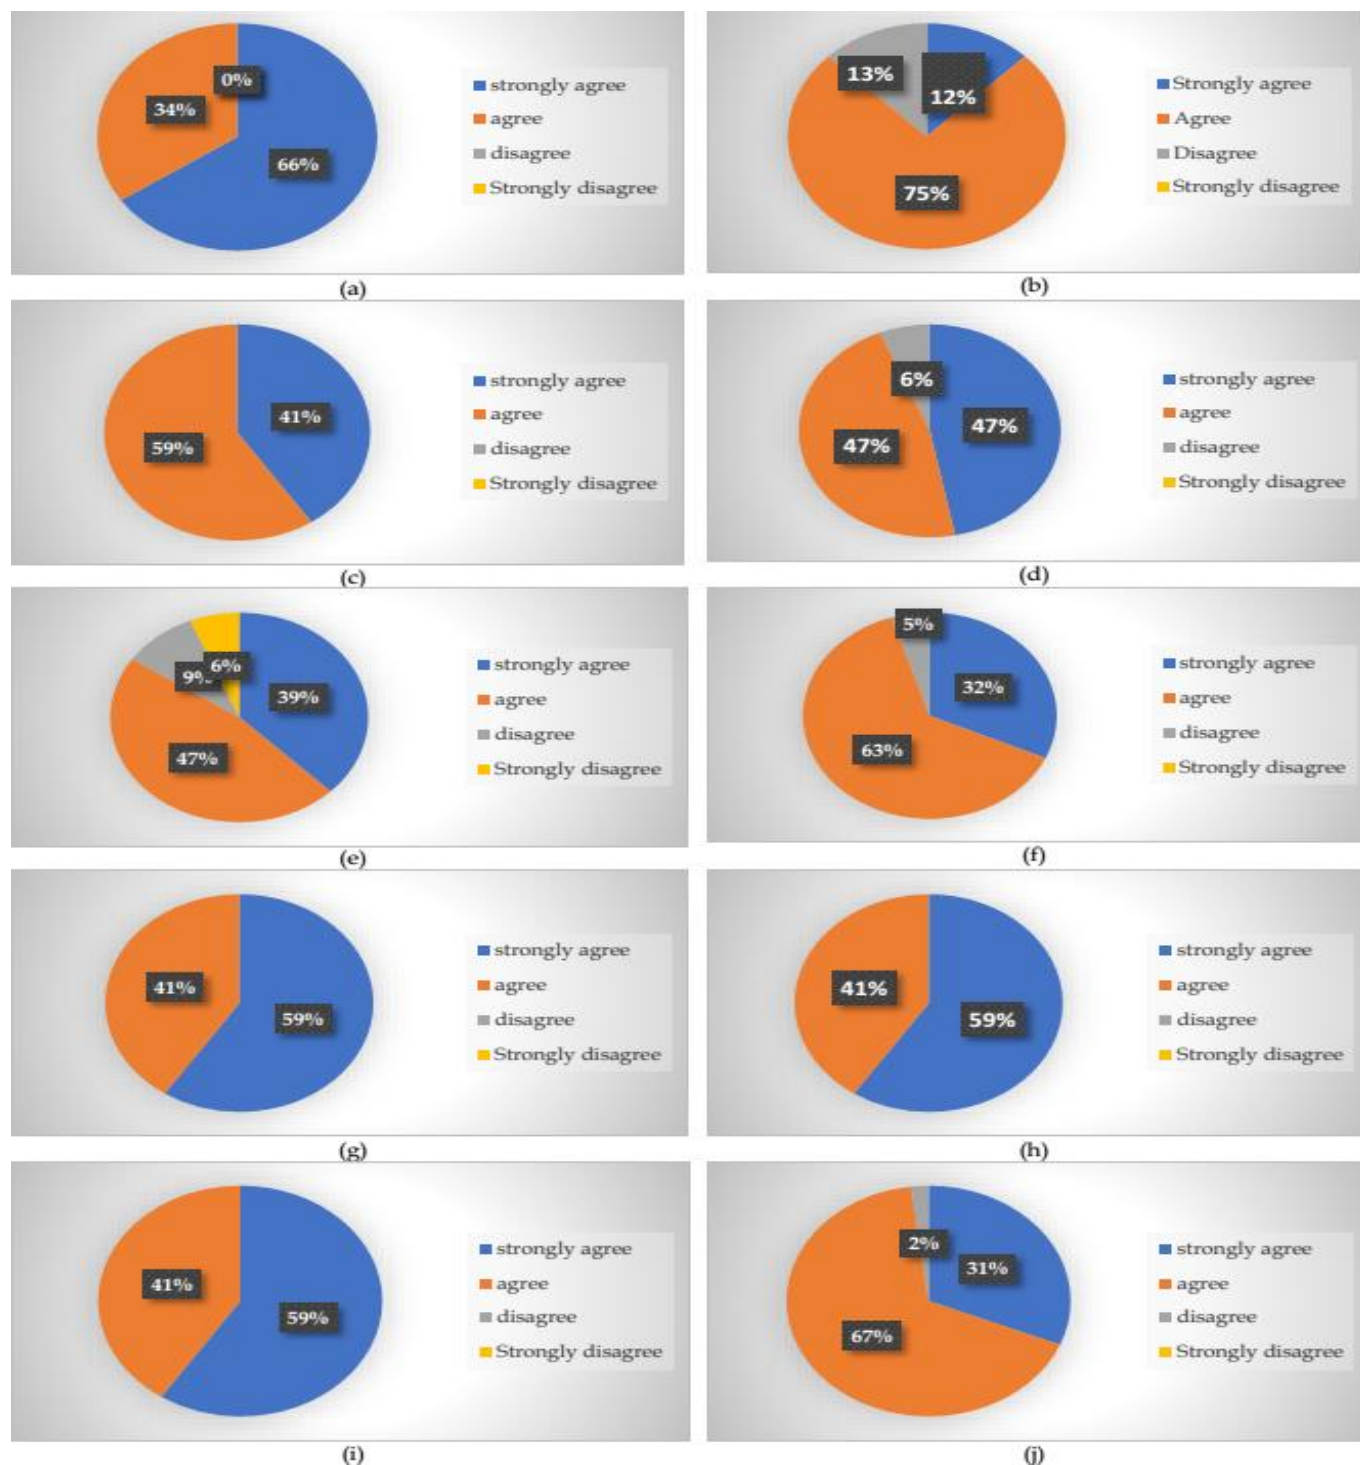 0%
34%
66%
strongly agree
agree
disagree
Strongly disagree
(a)
13%
12%
75%
Strongly agree
Agree
Disagree
Strongly disagree
(b)
41%
59%
strongly agree
agree
disagree
Strongly disagree
(c)
6%
47%
47%
strongly agree
agree
disagree
Strongly disagree
(d)
6%
9%
39%
47%
strongly agree
agree
disagree
Strongly disagree
(e)
5%
32%
63%
strongly agree
agree
disagree
Strongly disagree
(f)
41%
59%
strongly agree
agree
disagree
Strongly disagree
(g)
41%
59%
strongly agree
agree
disagree
Strongly disagree
(h)
41%
59%
strongly agree
agree
disagree
Strongly disagree
(i)
2%
31%
67%
strongly agree
agree
disagree
Strongly disagree
(j)